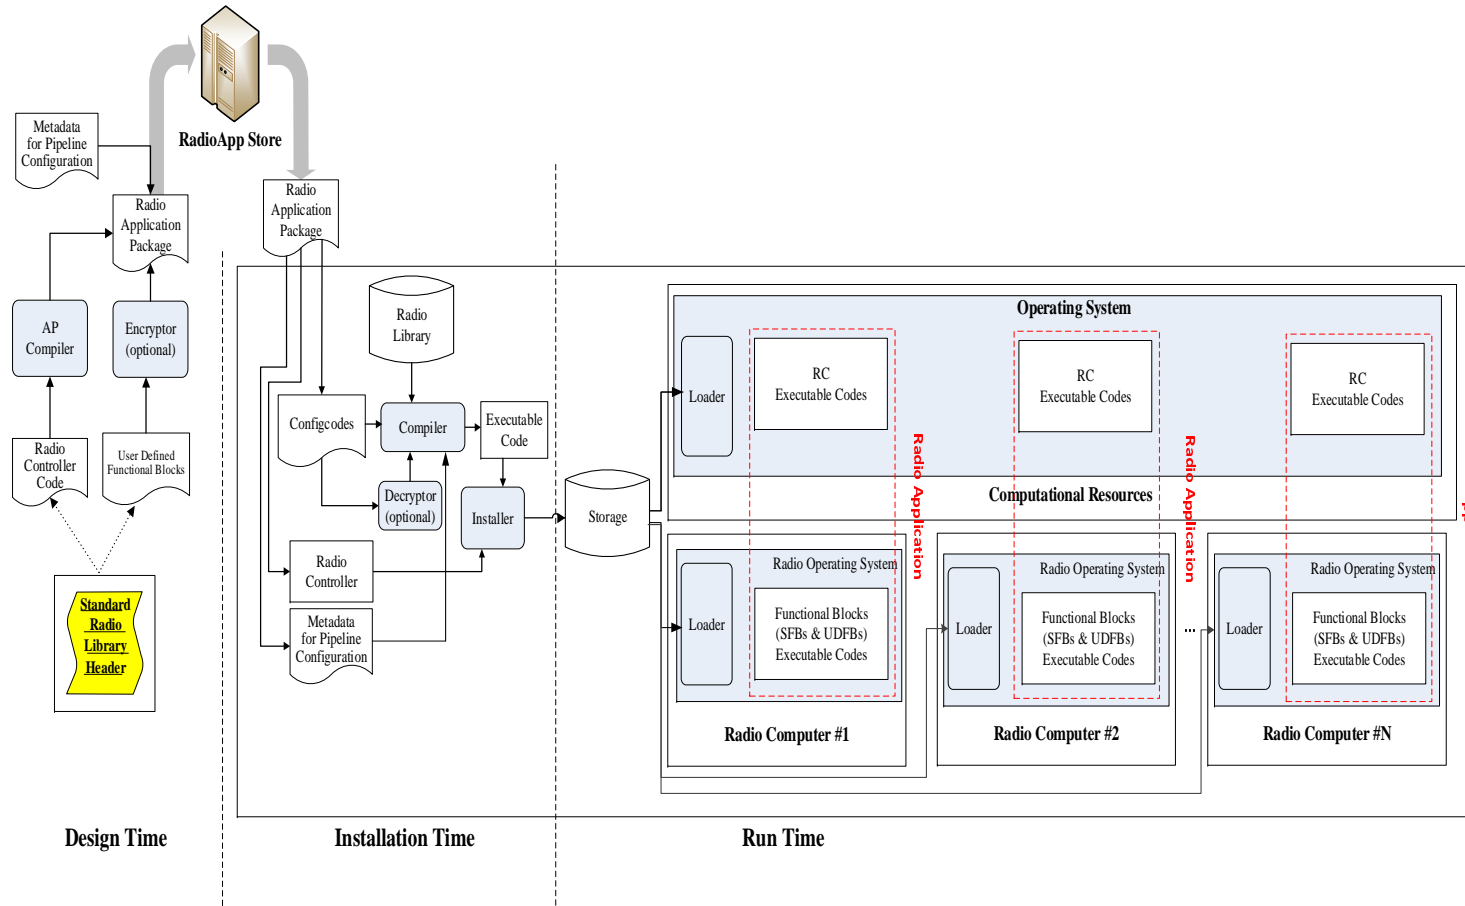 RadioApp Store
Metadata
for Pipeline
Configuration
Radio
Application
Package
AP
Compiler
Encryptor
(optional)
Radio
Controller
Code
User Defined
Functional Blocks
Standard
Radio
Library
Header
Design Time
Radio
Application
Package
Radio
Library
Configcodes
Compiler
Executable
Code
Decryptor
(optional)
Installer
Radio
Controller
Metadata
for Pipeline
Configuration
Installation Time
Storage
Operating System
Loader
RC
Executable Codes
RC
Executable Codes
RC
Executable Codes
Computational Resources
Radio Application
Radio Application
Radio Operating System
Loader
Functional Blocks
(SFBs & UDFBs)
Executable Codes
Radio Computer #1
Radio Operating System
Loader
Functional Blocks
(SFBs & UDFBs)
Executable Codes
Radio Computer #2
...
Radio Operating System
Loader
Functional Blocks
(SFBs & UDFBs)
Executable Codes
Radio Computer #N
Run Time